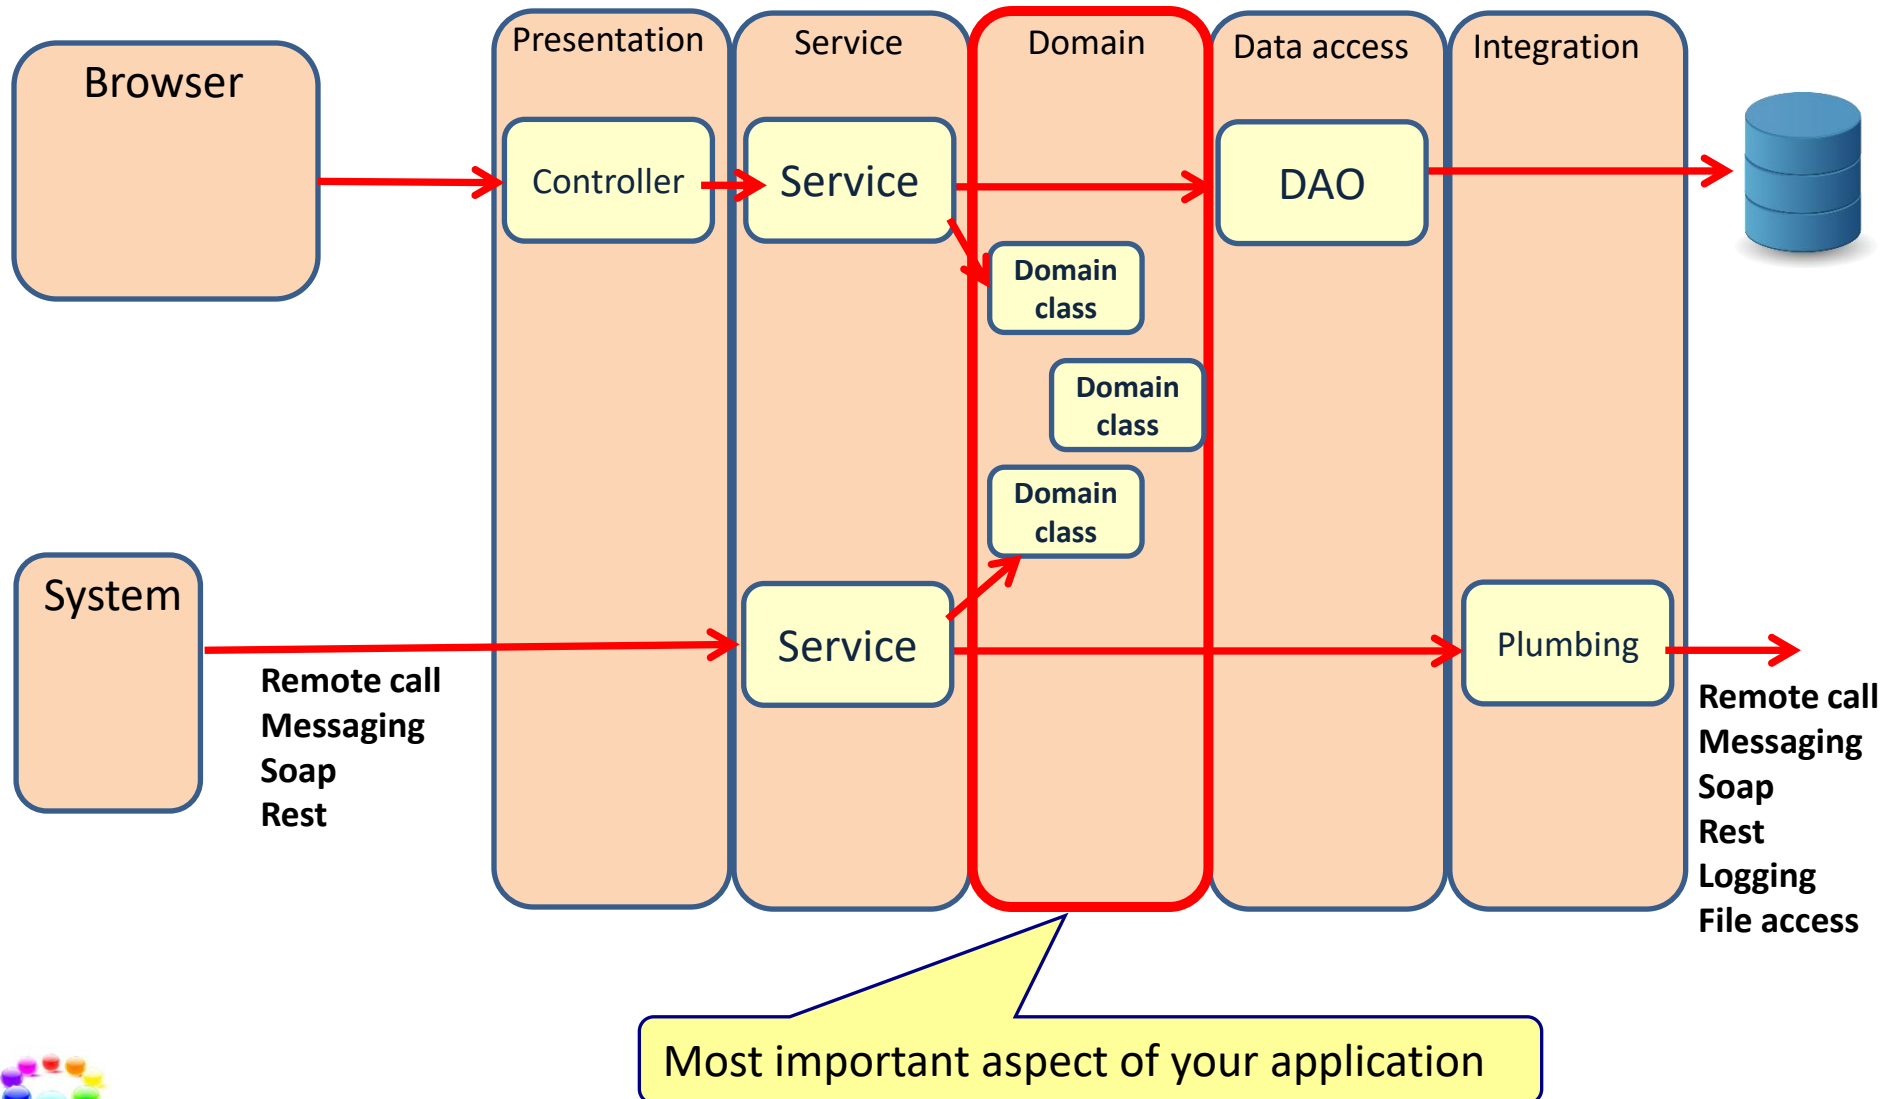 Browser
Presentation
Service
Domain
Data access
Integration
Controller
Service
DAO
Domain
class
Domain
class
Domain
class
System
Service
Plumbing
Remote call
Messaging
Soap
Rest
Remote call
Messaging
Soap
Rest
Logging
File access
Most important aspect of your application